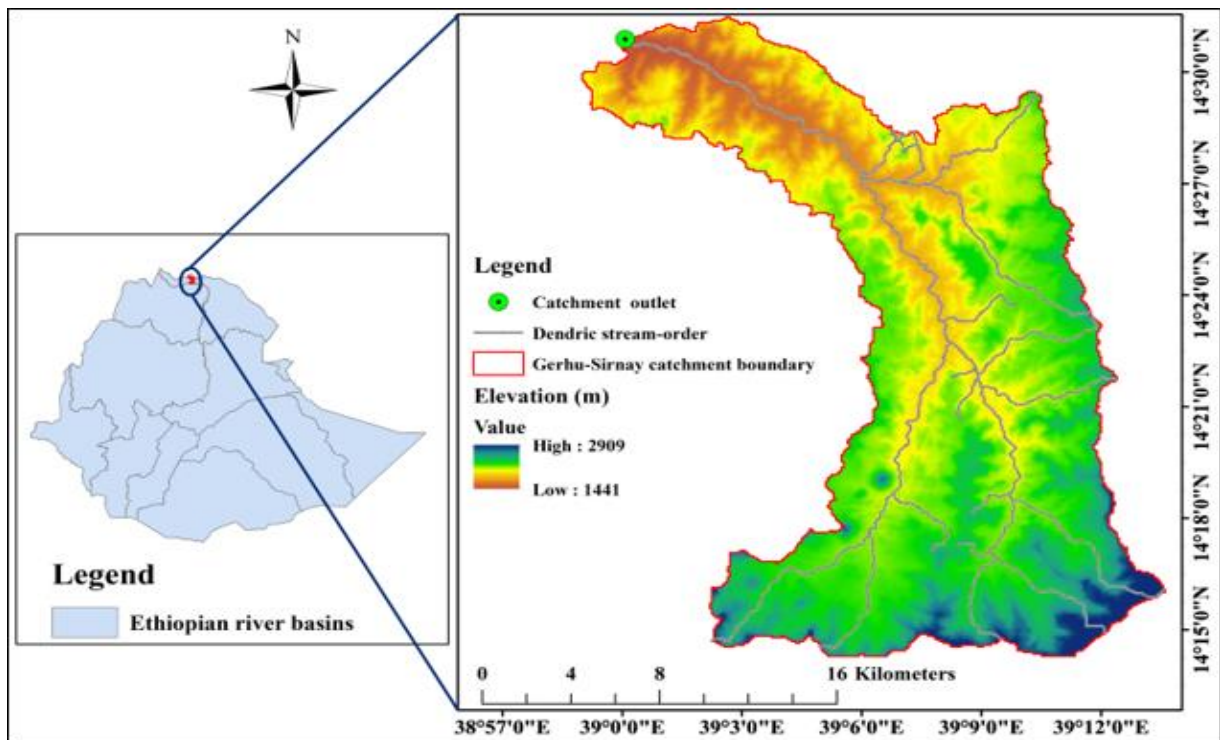 N
Legend
Ethiopian river basins
Legend
Catchment outlet
Dendric stream-order
Gerhu-Sirnay catchment boundary
Elevation (m)
Value
High : 2909
Low : 1441
0 4 8 16 Kilometers
38°57'0"E 39°0'0"E 39°3'0"E 39°6'0"E 39°9'0"E 39°12'0"E
14°30'0"N
14°27'0"N
14°24'0"N
14°21'0"N
14°18'0"N
14°15'0"N